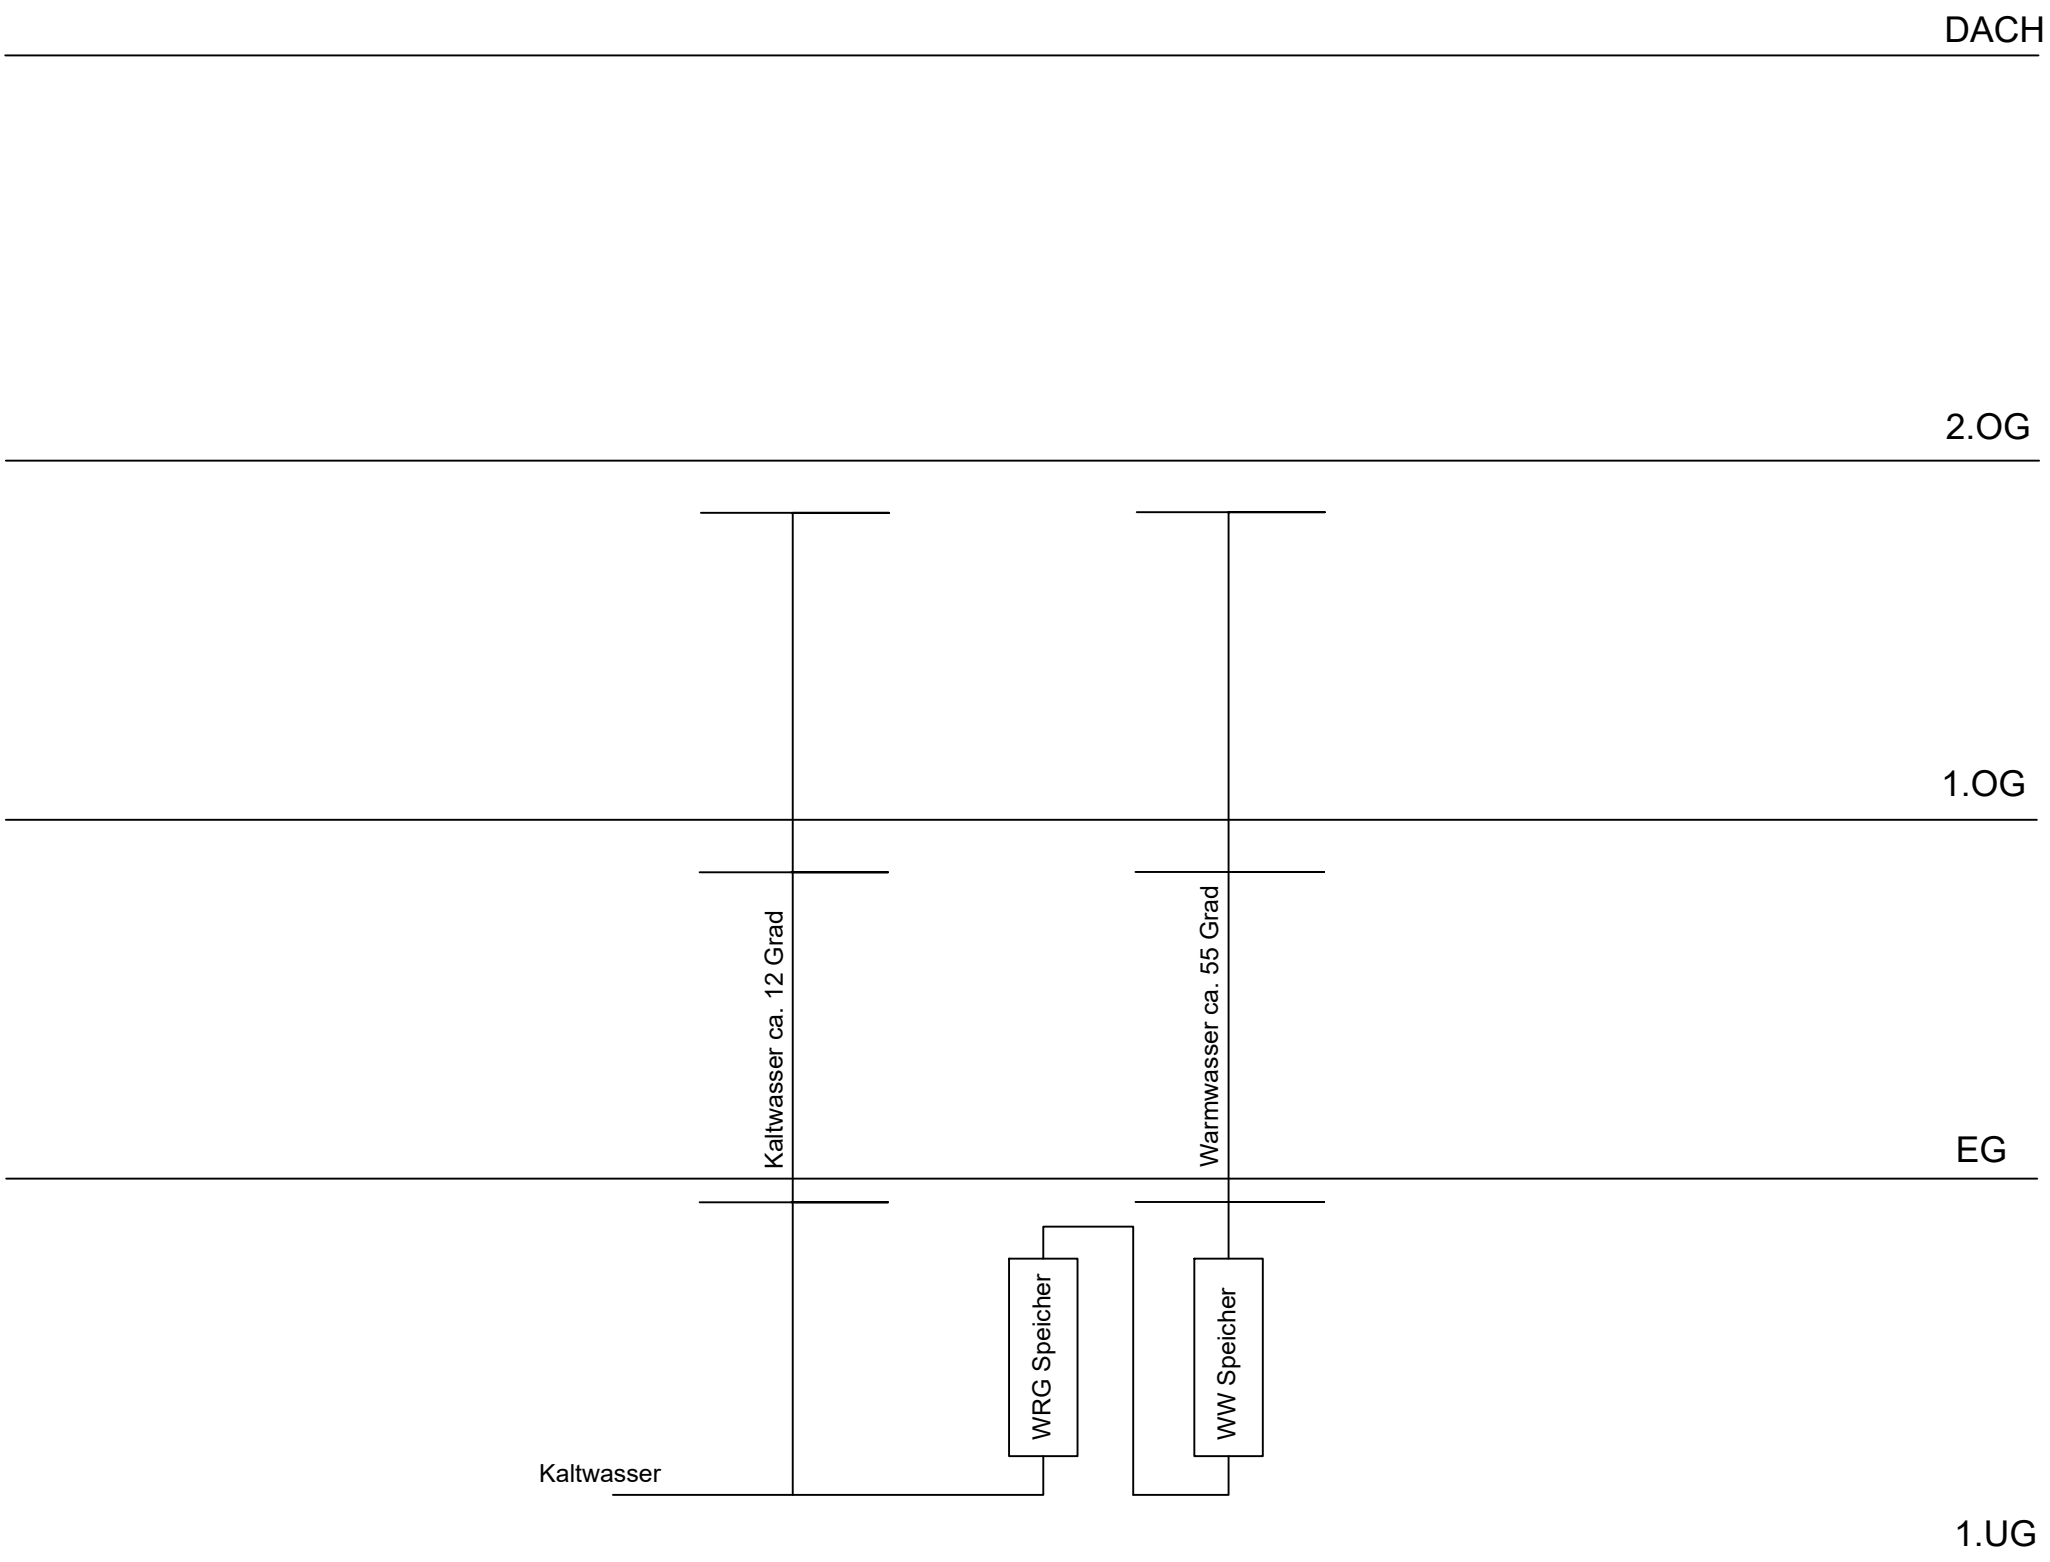 DACH
2.OG
1.OG
Kaltwasser ca. 12 Grad
Warmwasser ca. 55 Grad
EG
WRG Speicher
WW Speicher
Kaltwasser
1.UG